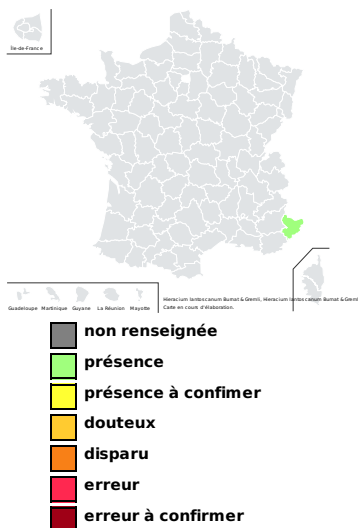 Île-de-France
Guadeloupe Martinique Guyane La Réunion Mayotte
Hieracium lantoscanum Burnat & Gremli, Hieracium lantoscanum Burnat & Gremli
Carte en cours d'élaboration.
non renseignée
présence
présence à confimer
douteux
disparu
erreur
erreur à confirmer